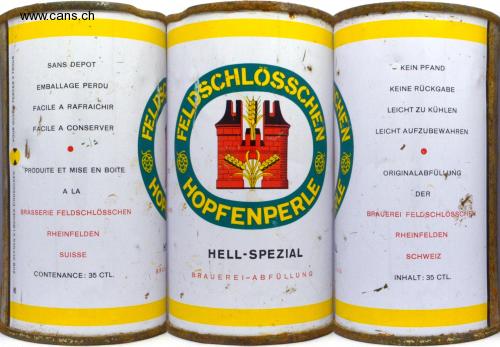 www.cans.ch
SANS DEPOT
EMBALLAGE PERDU
FACILE A RAFRAICHIR
FACILE A CONSERVER
PRODUITE ET MISE EN BOITE
A LA
BRASSERIE FELDSCHLÖSSCHEN
RHEINFELDEN
SUISSE
CONTENANCE: 35 CTL.
FELDSCHLÖSSCHEN
HOPFENPERLE
HELL-SPEZIAL
BRAUEREI-ABFÜLLUNG
KEIN PFAND
KEINE RÜCKGABE
LEICHT ZU KÜHLEN
LEICHT AUFZUBEWAHREN
ORIGINALABFÜLLUNG
DER
BRAUEREI FELDSCHLÖSSCHEN
RHEINFELDEN
SCHWEIZ
INHALT: 35 CTL.